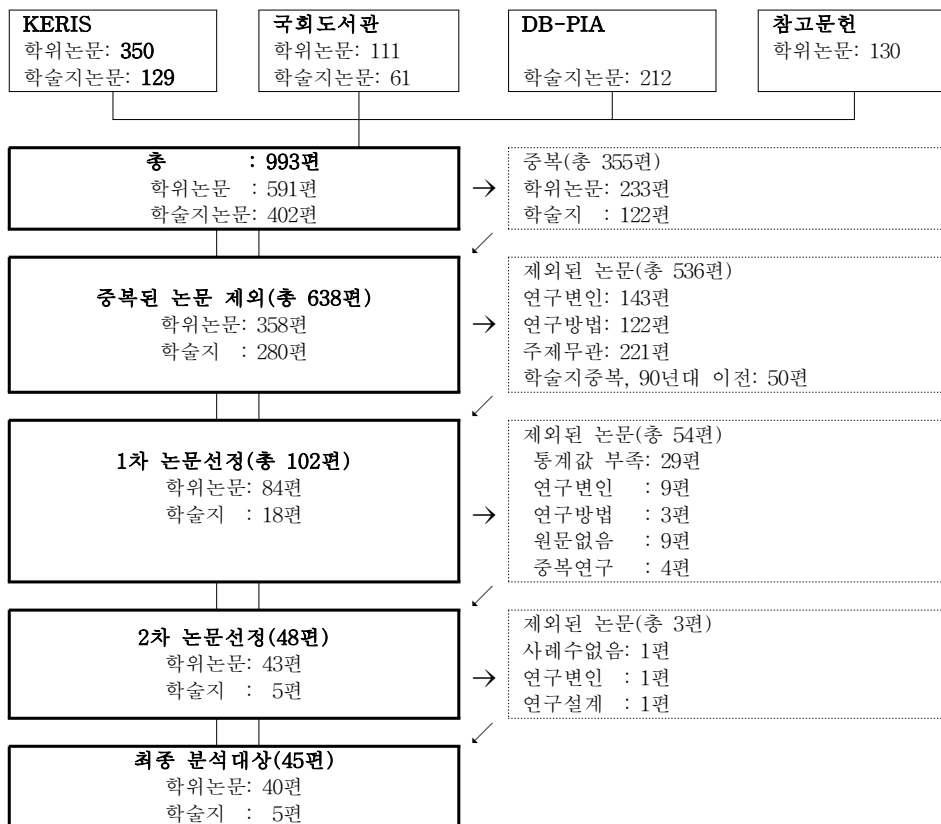 KERIS
학위논문: 350
학술지논문: 129
국회도서관
학위논문: 111
학술지논문: 61
DB-PIA
학술지논문: 212
참고문헌
학위논문: 130
총 : 993편
학위논문 : 591편
학술지논문: 402편
→
중복(총 355편)
학위논문: 233편
학술지 : 122편
중복된 논문 제외(총 638편)
학위논문: 358편
학술지 : 280편
→
제외된 논문(총 536편)
연구변인: 143편
연구방법: 122편
주제무관: 221편
학술지중복, 90년대 이전: 50편
1차 논문선정(총 102편)
학위논문: 84편
학술지 : 18편
→
제외된 논문(총 54편)
통계값 부족: 29편
연구변인 : 9편
연구방법 : 3편
원문없음 : 9편
중복연구 : 4편
2차 논문선정(48편)
학위논문: 43편
학술지 : 5편
→
제외된 논문(총 3편)
사례수없음: 1편
연구변인 : 1편
연구설계 : 1편
최종 분석대상(45편)
학위논문: 40편
학술지 : 5편